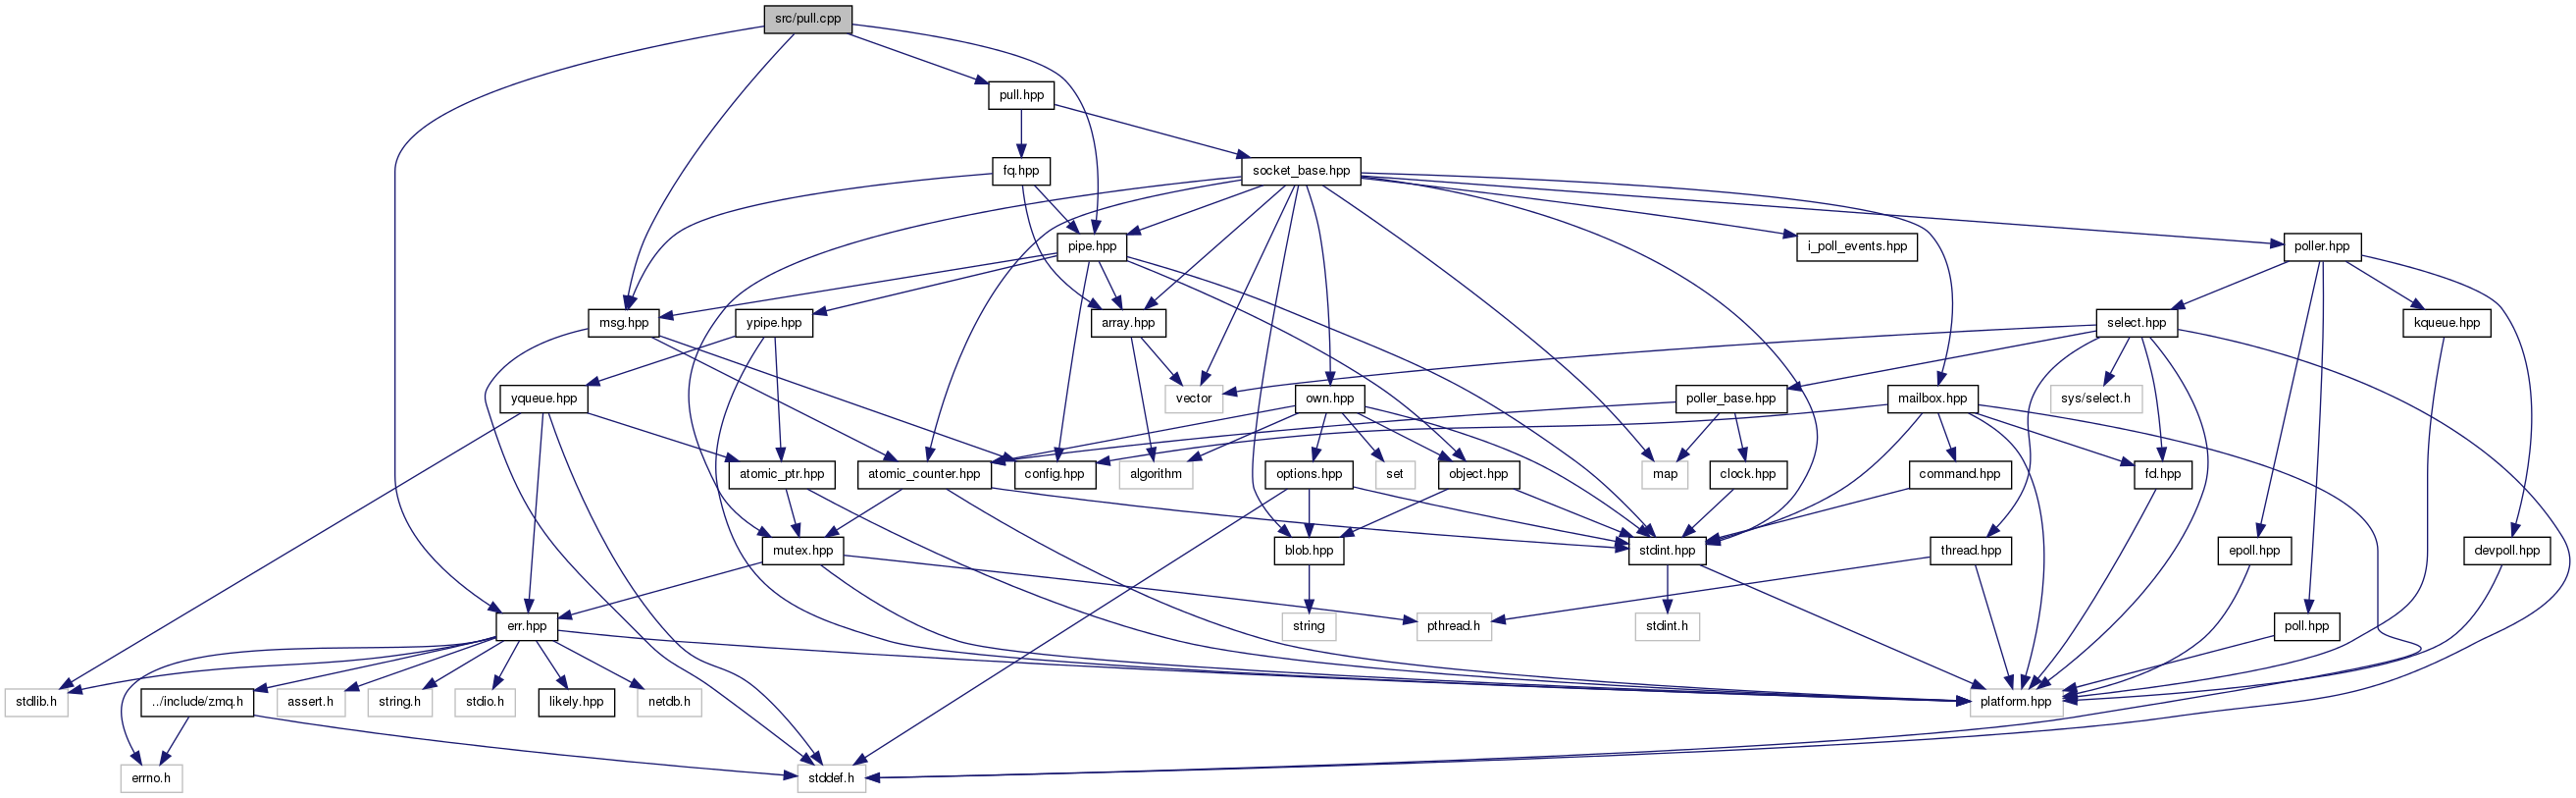 src/pull.cpp
pull.hpp
fq.hpp
socket_base.hpp
pipe.hpp
i_poll_events.hpp
poller.hpp
msg.hpp
ypipe.hpp
array.hpp
select.hpp
kqueue.hpp
yqueue.hpp
vector
own.hpp
poller_base.hpp
mailbox.hpp
sys/select.h
atomic_ptr.hpp
atomic_counter.hpp
config.hpp
algorithm
options.hpp
set
object.hpp
map
clock.hpp
command.hpp
fd.hpp
mutex.hpp
blob.hpp
stdint.hpp
thread.hpp
epoll.hpp
devpoll.hpp
err.hpp
string
pthread.h
stdint.h
poll.hpp
stdlib.h
../include/zmq.h
assert.h
string.h
stdio.h
likely.hpp
netdb.h
platform.hpp
errno.h
stddef.h